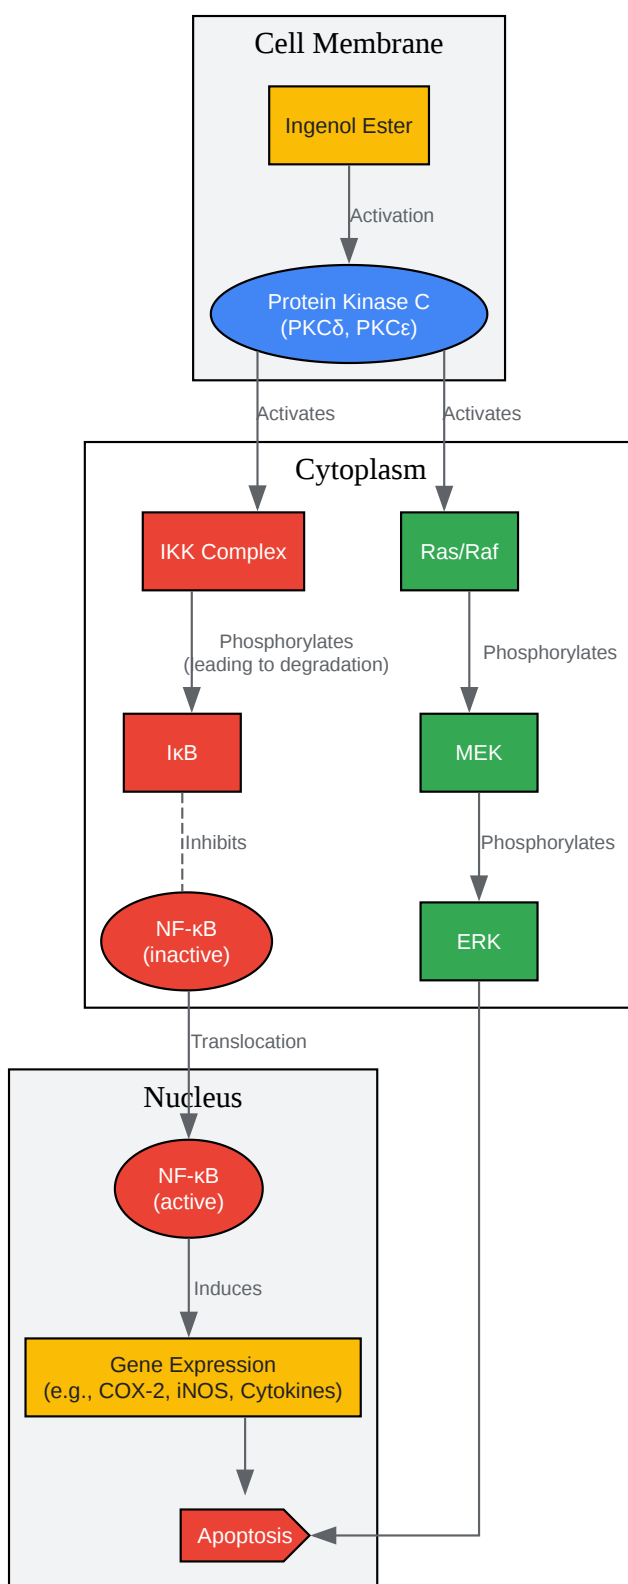 Cell Membrane
Ingenol Ester
Activation
Protein Kinase C
(PKCδ, PKCε)
Activates
Activates
Cytoplasm
IKK Complex
Ras/Raf
Phosphorylates
(leading to degradation)
Phosphorylates
IκB
MEK
Inhibits
Phosphorylates
NF-κB
(inactive)
ERK
Translocation
Nucleus
NF-κB
(active)
Induces
Gene Expression
(e.g., COX-2, iNOS, Cytokines)
Apoptosis